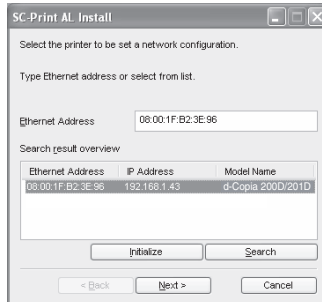 SC-Print AL Install
Select the printer to be set a network configuration.
Type Ethernet address or select from list.
Ethernet Address 08:00:1F:B2:3E:96
Search result overview
Ethernet Address IP Address Model Name
08:00:1F:B2:3E:96 192.168.1.43 d-Copia 200D/201D
Initialize Search
< Back Next > Cancel